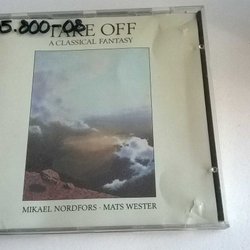 5.800-08
TAKE OFF
A CLASSICAL FANTASY
MIKAEL NORDFORS · MATS WESTER